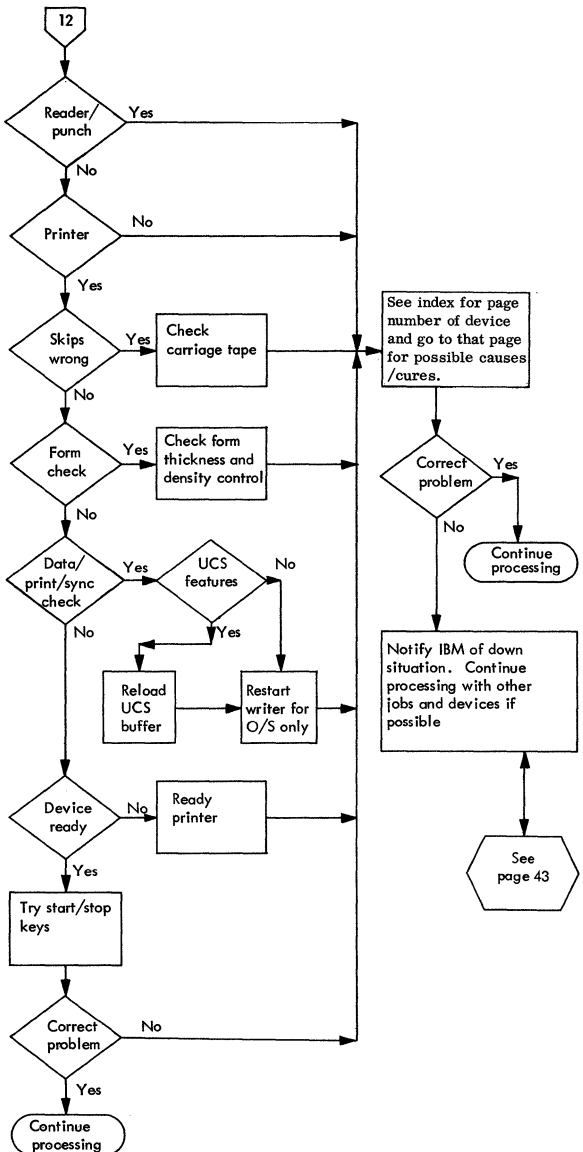 12
Reader/
punch
Yes
No
Printer
No
Yes
Skips
wrong
Yes
Check
carriage tape
See index for page
number of device
and go to that page
for possible causes
/cures.
No
Form
check
Yes
Check form
thickness and
density control
Correct
problem
Yes
No
Continue
processing
No
Data/
print/sync
check
Yes
UCS
features
No
Yes
No
Reload
UCS
buffer
Restart
writer for
O/S only
Notify IBM of down
situation. Continue
processing with other
jobs and devices if
possible
Device
ready
No
Ready
printer
Yes
See
page 43
Try start/stop
keys
Correct
problem
No
Yes
Continue
processing